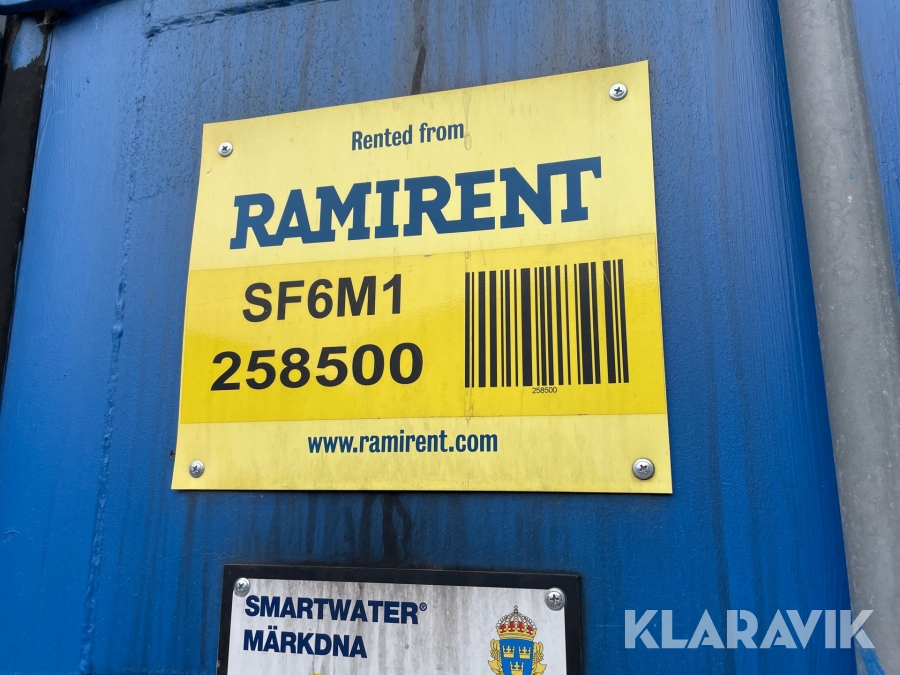 Rented from
RAMIRENT
SF6M1
258500
258500
www.ramirent.com
SMARTWATER®
MÄRKDNA
KLARAVIK